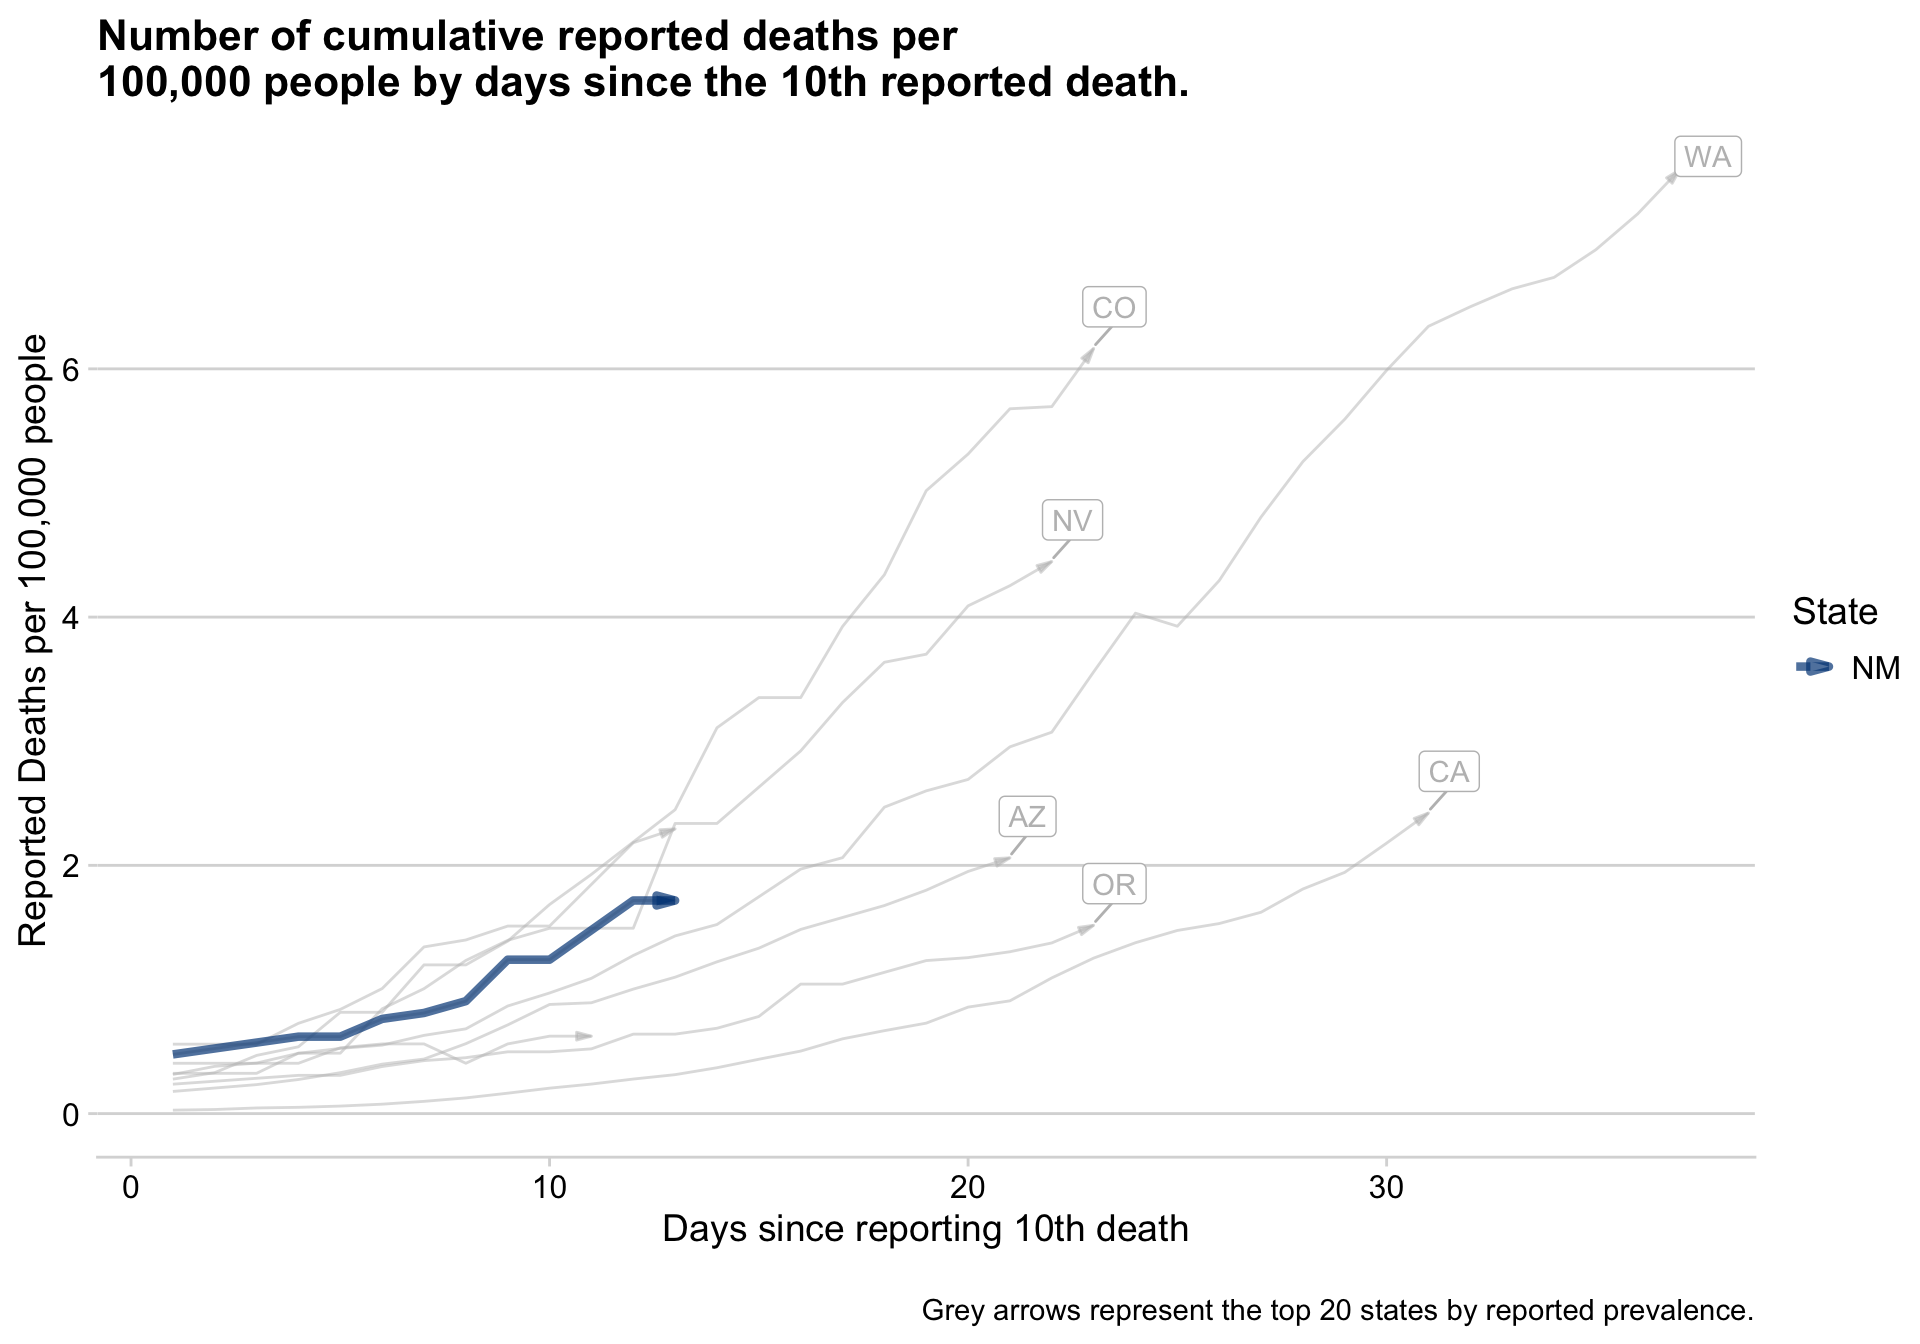 Number of cumulative reported deaths per
100,000 people by days since the 10th reported death.
WA
CO
6
NV
4
State
NM
CA
AZ
OR
2
0
Reported Deaths per 100,000 people
0 10 20 30
Days since reporting 10th death
Grey arrows represent the top 20 states by reported prevalence.